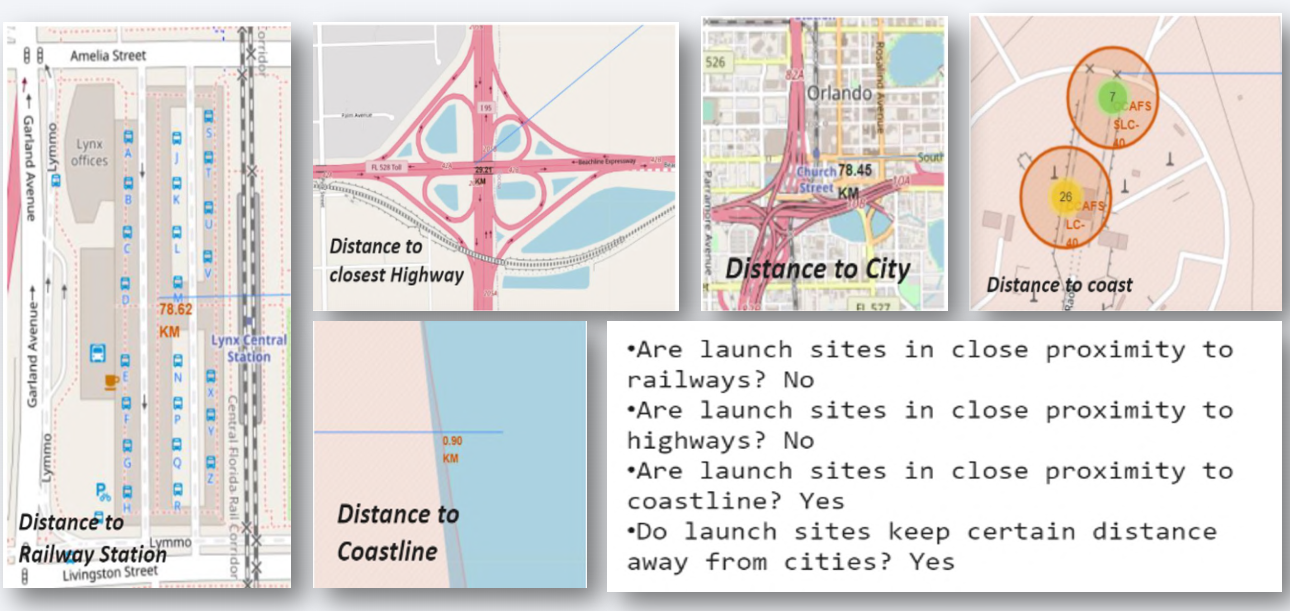 Amelia Street
Corridor
Garland Avenue
Lymmo
Lynx
offices
A
B
C
D
E
F
G
H
J
K
L
M
N
P
Q
R
S
T
U
V
X
Y
Z
78.62
KM
Lynx Central
Station
Garland Avenue
Lymmo
Central Florida Rail Corridor
Distance to
Railway Station
Lymmo
Livingston Street
I 95
FL 528 Toll
Beachline Expressway
29.21
KM
Distance to
closest Highway
526
82A
Rosalind Avenue
Orlando
South
Church
Street
78.45
KM
10A
Parramore Avenue
Distance to City
FL 527
7
CCAFS
SLC-
40
26
CAFS
LC-
40
Distance to coast
0.90
KM
Distance to
Coastline
•Are launch sites in close proximity to
railways? No
•Are launch sites in close proximity to
highways? No
•Are launch sites in close proximity to
coastline? Yes
•Do launch sites keep certain distance
away from cities? Yes